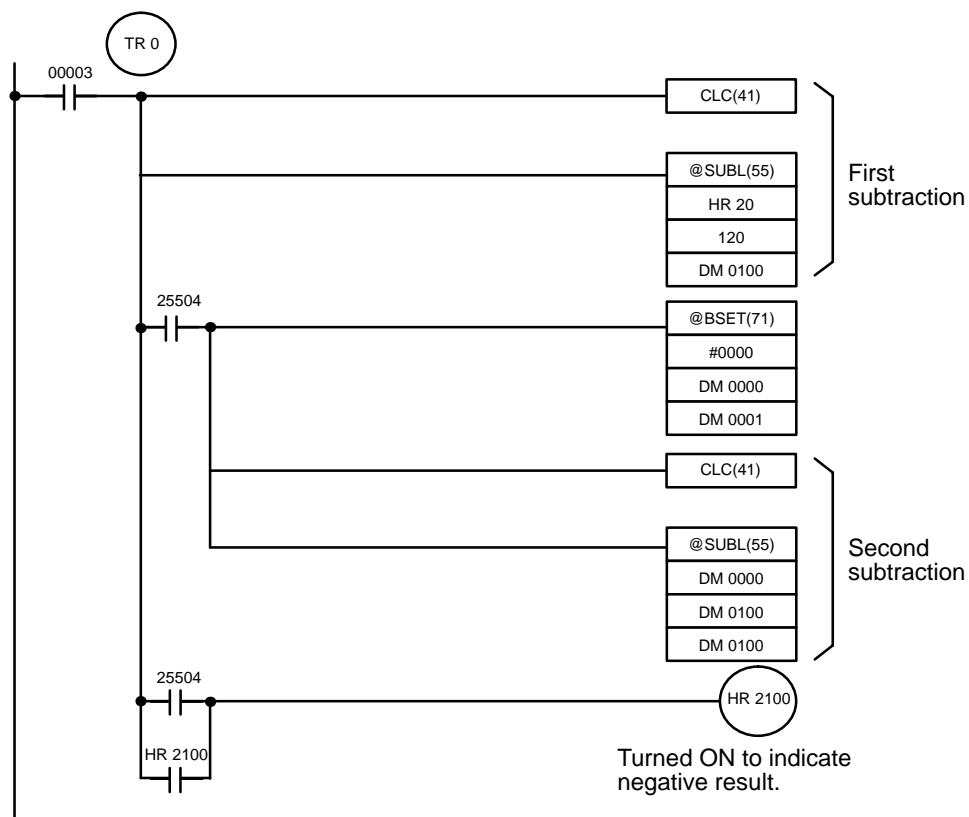 TR 0
00003
CLC(41)
@SUBL(55)
HR 20
120
DM 0100
First
subtraction
25504
@BSET(71)
#0000
DM 0000
DM 0001
CLC(41)
@SUBL(55)
DM 0000
DM 0100
DM 0100
Second
subtraction
25504
HR 2100
HR 2100
Turned ON to indicate
negative result.